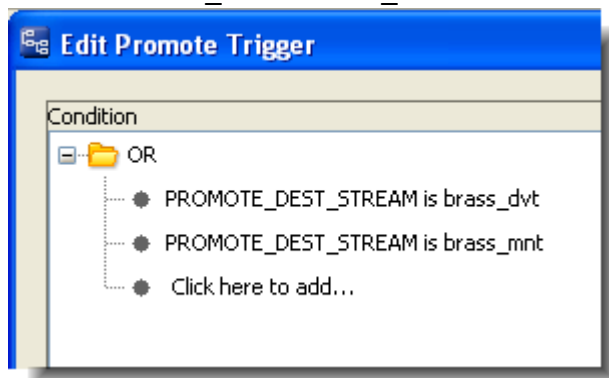 Edit Promote Trigger
Condition
OR
PROMOTE_DEST_STREAM is brass_dvt
PROMOTE_DEST_STREAM is brass_mnt
Click here to add...